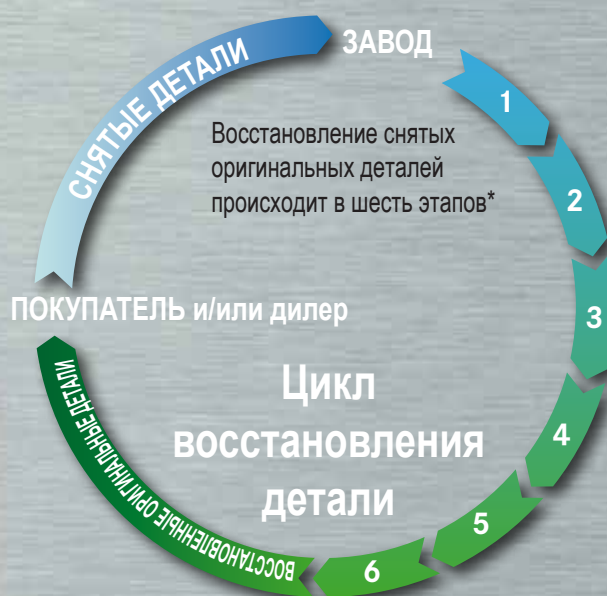 СНЯТЫЕ ДЕТАЛИ
ЗАВОД
1
Восстановление снятых
оригинальных деталей
происходит в шесть этапов*
2
ПОКУПАТЕЛЬ и/или дилер
3
Цикл
восстановления
детали
4
5
6
ВОССТАНОВЛЕННЫЕ ОРИГИНАЛЬНЫЕ ДЕТАЛИ